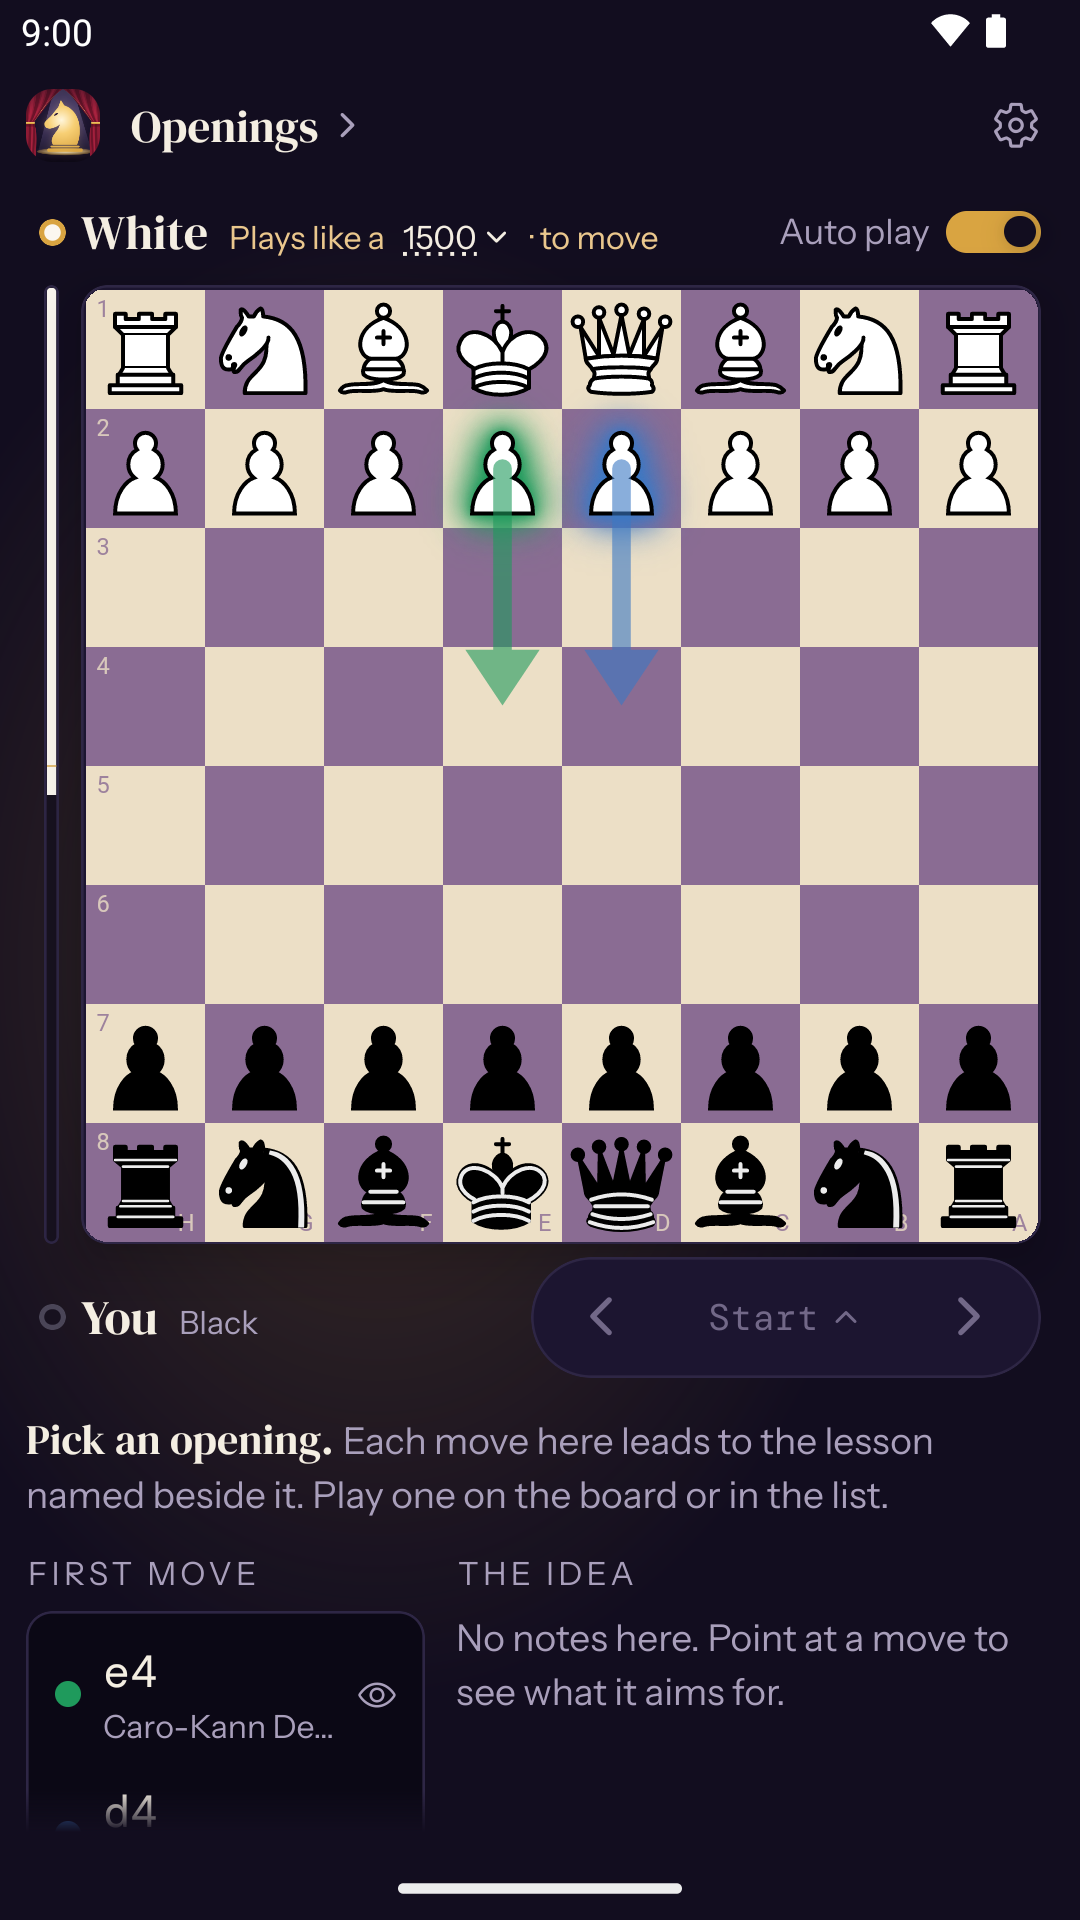 9:00
Openings
White Plays like a 1500 · to move Auto play
1
2
3
4
5
6
7
8
H G F E D C B A
You Black
Start
Pick an opening. Each move here leads to the lesson
named beside it. Play one on the board or in the list.
FIRST MOVE
THE IDEA
e4
Caro-Kann De...
d4
No notes here. Point at a move to
see what it aims for.